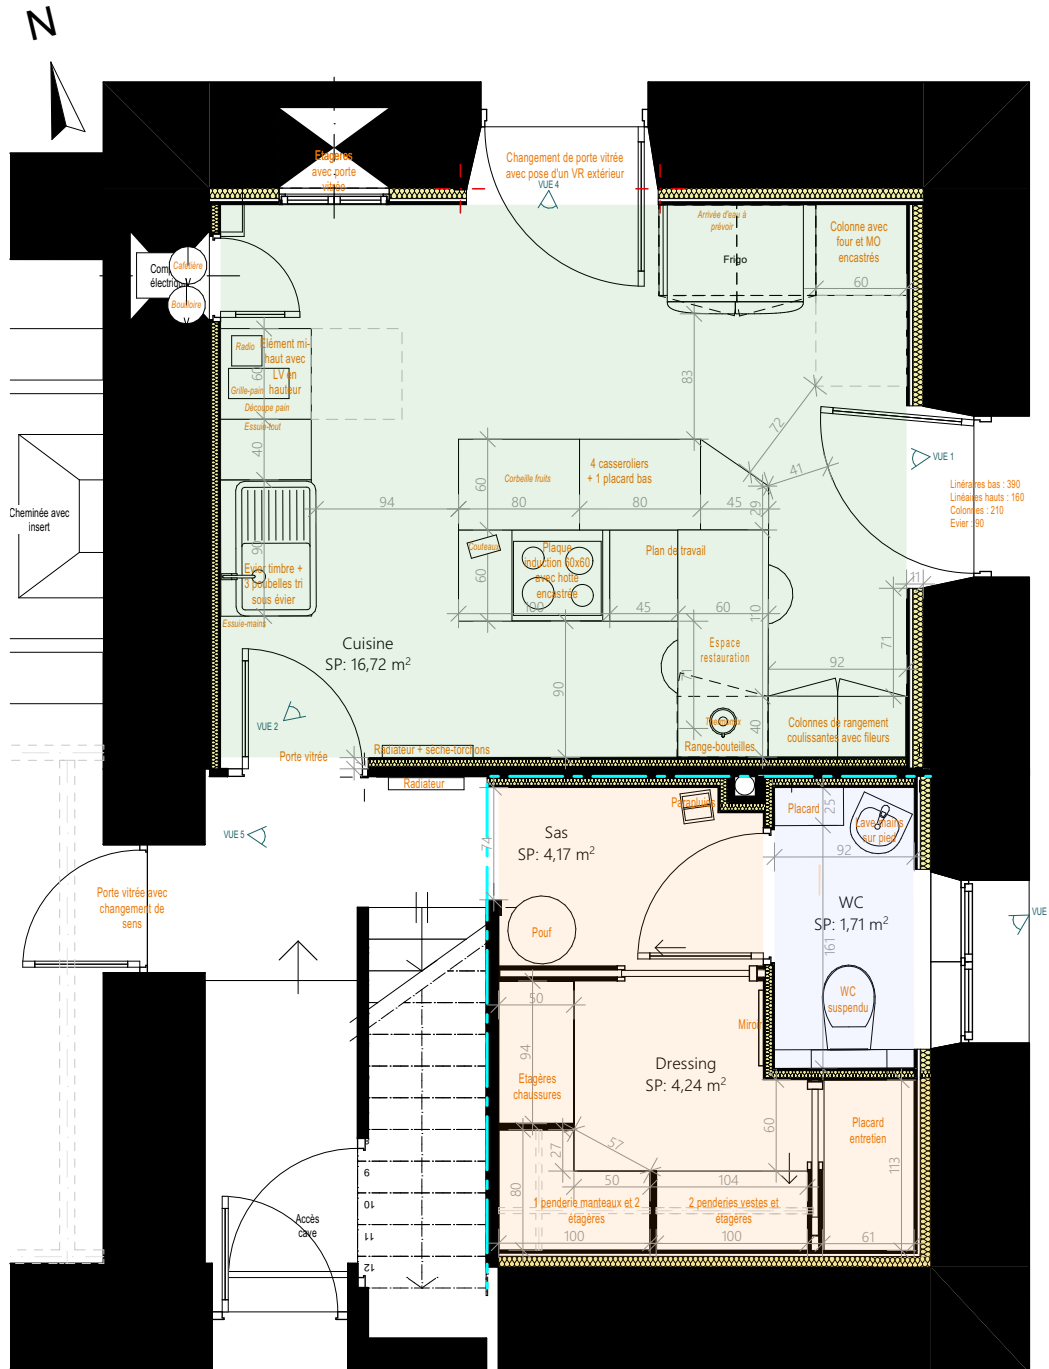 N
Etagères
avec porte
vitrée
Changement de porte vitrée
avec pose d'un VR extérieur
VUE 4
Arrivée d'eau à
prévoir
Frigo
Colonne avec
four et MO
encastrés
60
Cafetière
électrique
Bouilloire
Radio
Elément mi-
haut avec
LV en
hauteur
60
Grille-pain
Découpe pain
Essuie-tout
40
83
72
41
VUE 1
Linéraires bas : 390
Linéaires hauts : 160
Colonnes : 210
Evier : 90
Cheminée avec
insert
94
60
Corbeille fruits
80
4 casseroliers
+ 1 placard bas
80
45
29
90
Evier timbre +
3 poubelles tri
sous évier
Essuie-mains
Couteaux
60
Plaque
induction 60x60
avec hotte
encastrée
100
Plan de travail
45
60
110
11
71
Cuisine
SP: 16,72 m²
90
Espace
restauration
71
92
VUE 2
Porte vitrée
Radiateur + sèche-torchons
Range-bouteilles
40
Colonnes de rangement
coulissantes avec fileurs
Radiateur
VUE 5
74
Sas
SP: 4,17 m²
Parapluies
Placard
25
Lave-mains
sur pied
92
Porte vitrée avec
changement de
sens
Pouf
WC
SP: 1,71 m²
161
VUE
WC
suspendu
50
94
Miroir
Etagères
chaussures
Dressing
SP: 4,24 m²
60
Placard
entretien
113
57
27
80
50
104
1 penderie manteaux et 2
étagères
2 penderies vestes et
étagères
100
100
61
Accès
cave
9
10
11
12